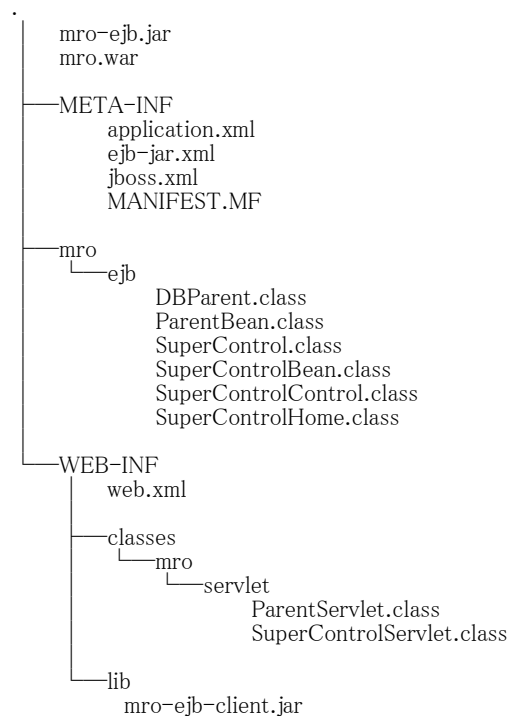 .
mro-ejb.jar
mro.war
META-INF
application.xml
ejb-jar.xml
jboss.xml
MANIFEST.MF
mro
ejb
DBParent.class
ParentBean.class
SuperControl.class
SuperControlBean.class
SuperControlControl.class
SuperControlHome.class
WEB-INF
web.xml
classes
mro
servlet
ParentServlet.class
SuperControlServlet.class
lib
mro-ejb-client.jar